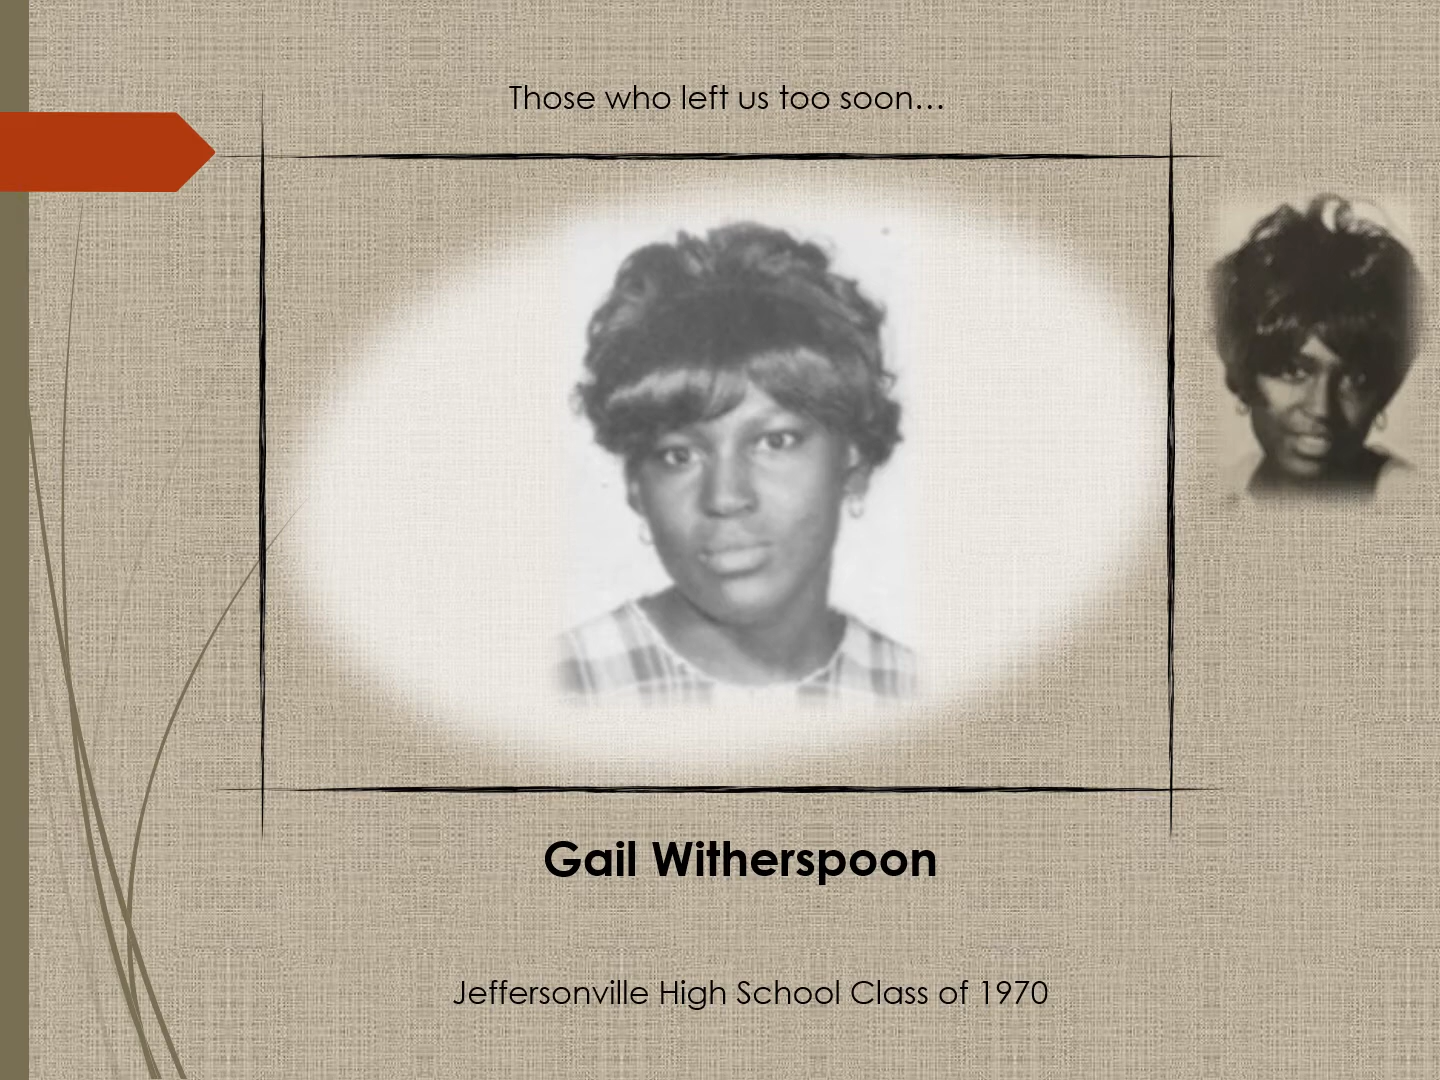 Those who left us too soon…
Gail Witherspoon
Jeffersonville High School Class of 1970